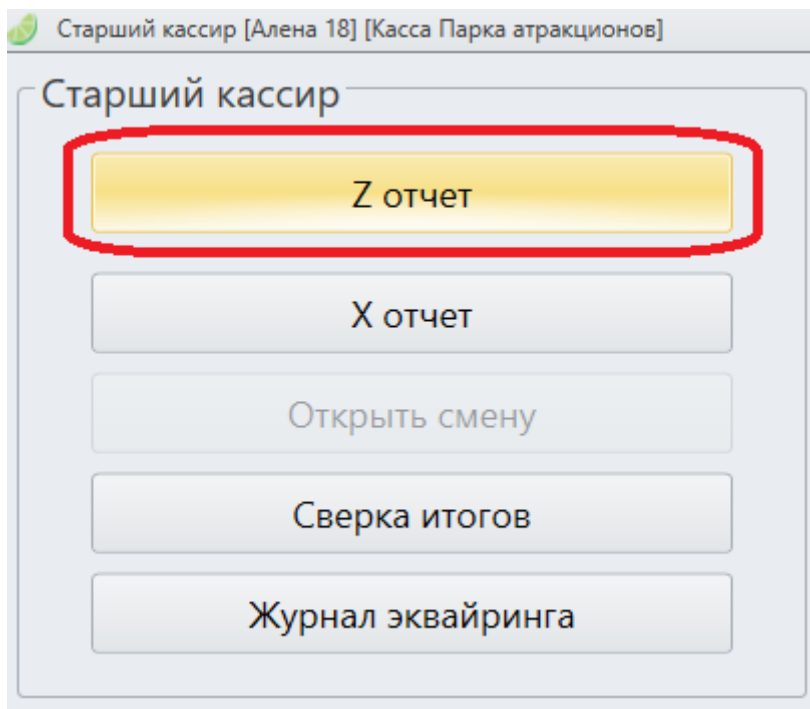 Старший кассир [Алена 18] [Касса Парка атракционов]
Старший кассир
Z отчет
X отчет
Открыть смену
Сверка итогов
Журнал эквайринга